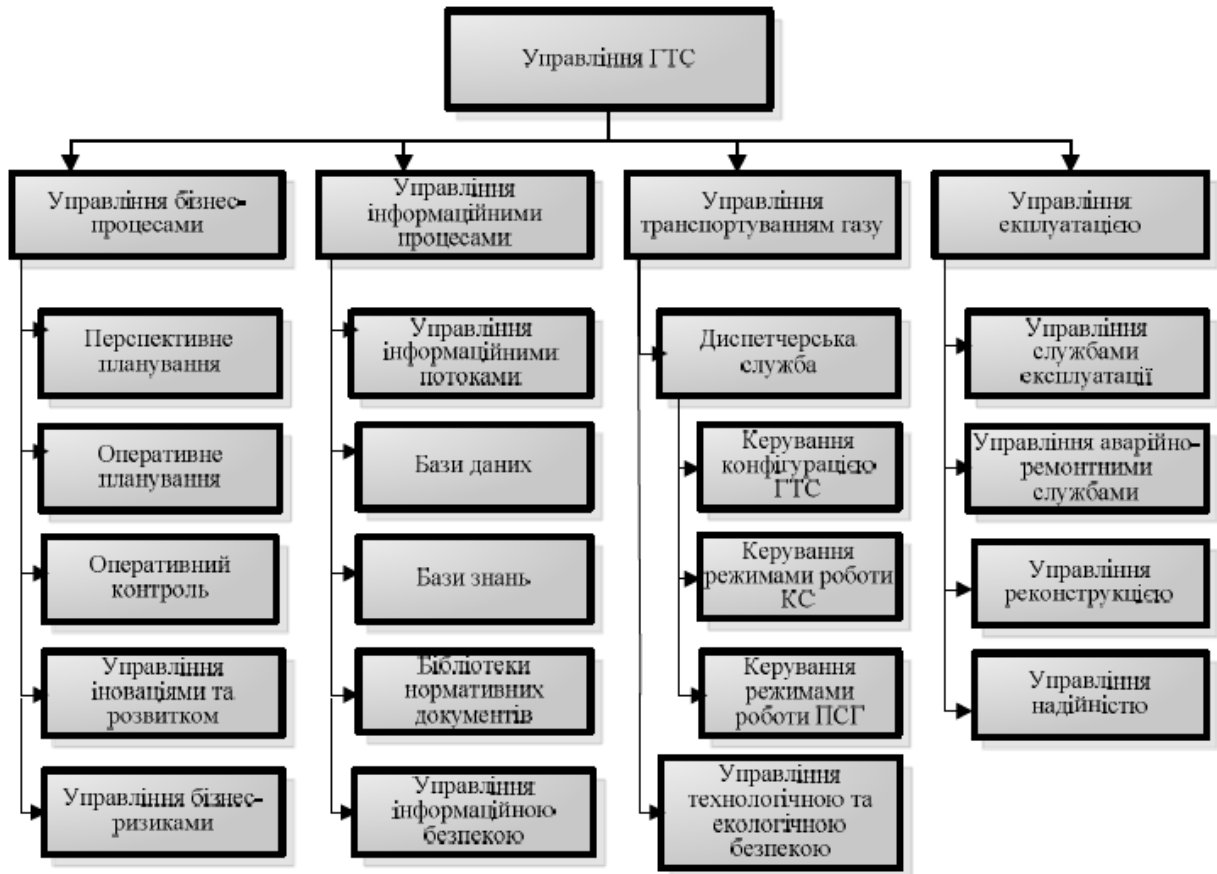 Управління ГТС
Управління бізнес-
процесами
Управління
інформаційними
процесами
Управління
транспортуванням газу
Управління
екплуатацією
Перспективне
планування
Оперативне
планування
Оперативний
контроль
Управління
іноваціями та
розвитком
Управління бізнес-
ризиками
Управління
інформаційними
потоками
Бази даних
Бази знань
Бібліотеки
нормативних
документів
Управління
інформаційною
безпекою
Диспетчерська
служба
Керування
конфігурацією
ГТС
Керування
режимами роботи
КС
Керування
режимами
роботи ПСГ
Управління
технологічною та
екологічною
безпекою
Управління
службами
експлуатації
Управління аварійно-
ремонтними
службами
Управління
реконструкцією
Управління
надійністю